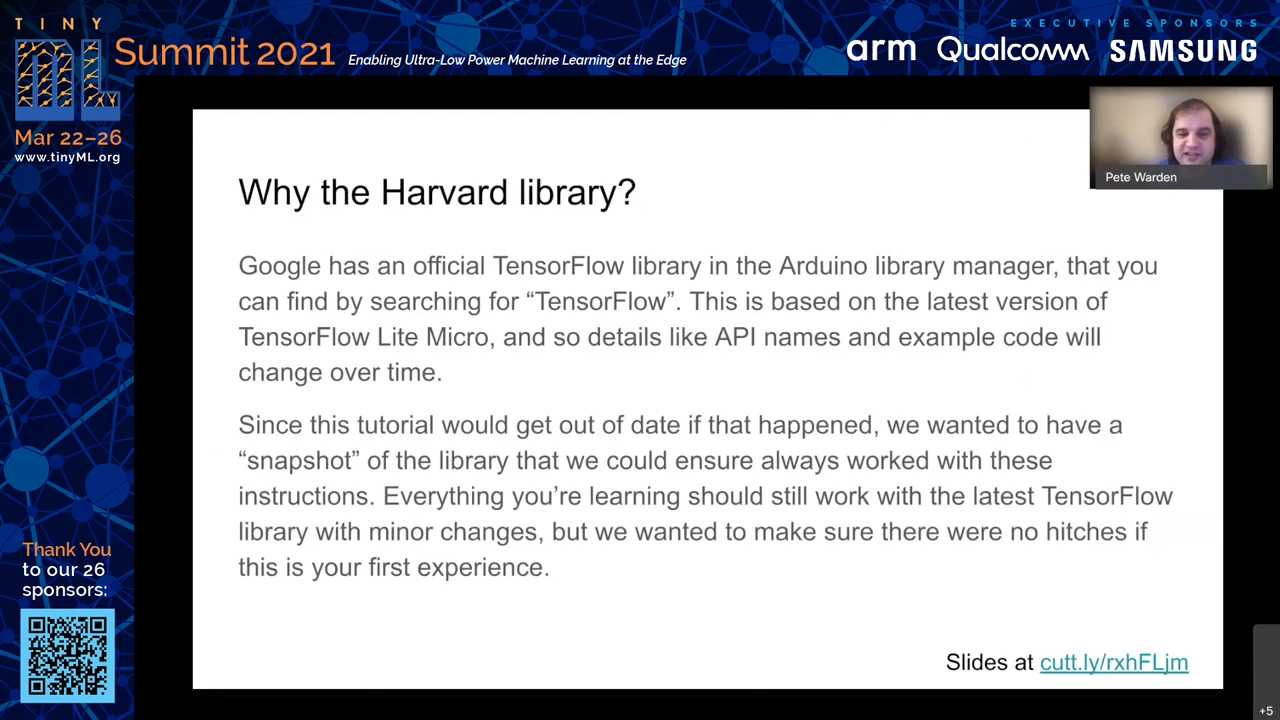 TINY
ML
Summit 2021
Enabling Ultra-Low Power Machine Learning at the Edge
EXECUTIVE SPONSORS
arm Qualcomm SAMSUNG
Mar 22–26
www.tinyML.org
Pete Warden
Why the Harvard library?
Google has an official TensorFlow library in the Arduino library manager, that you
can find by searching for “TensorFlow”. This is based on the latest version of
TensorFlow Lite Micro, and so details like API names and example code will
change over time.
Since this tutorial would get out of date if that happened, we wanted to have a
“snapshot” of the library that we could ensure always worked with these
instructions. Everything you’re learning should still work with the latest TensorFlow
library with minor changes, but we wanted to make sure there were no hitches if
this is your first experience.
Thank You
to our 26
sponsors:
Slides at cutt.ly/rxhFLjm
+5